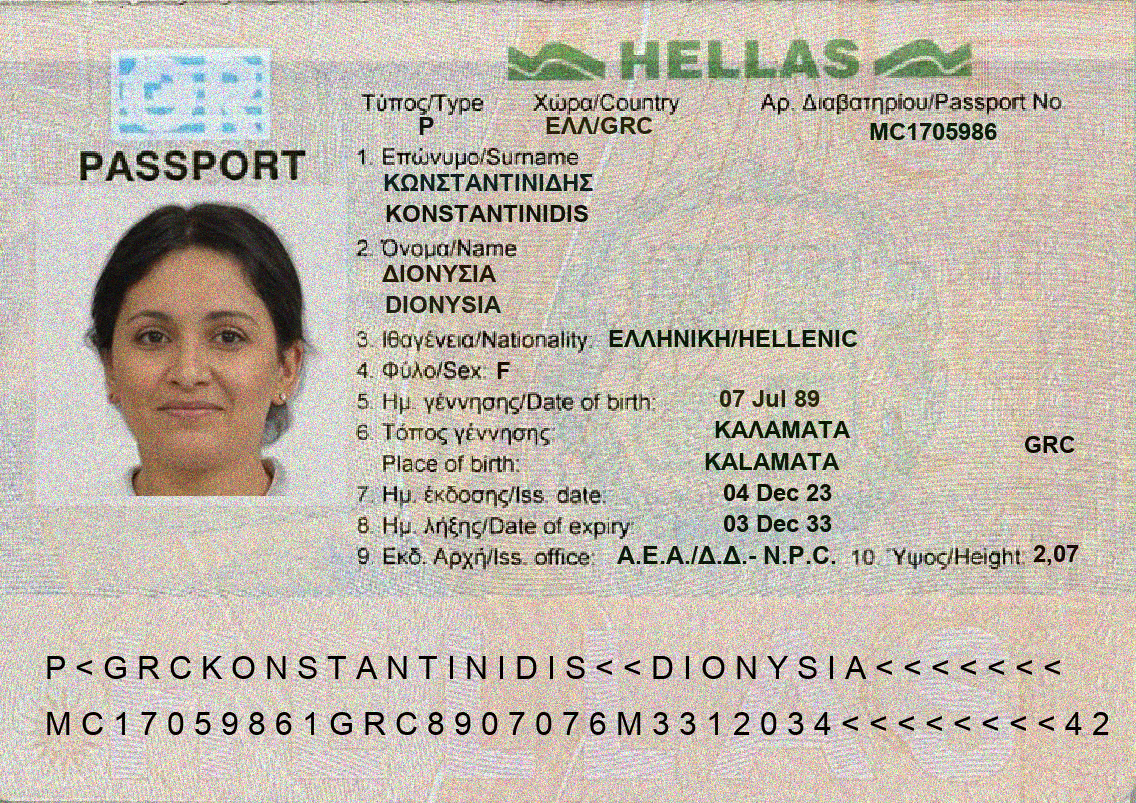 HELLAS
Τύπος/Type Χώρα/Country Αρ. Διαβατηρίου/Passport No.
P ΕΛΛ/GRC MC1705986
PASSPORT
1. Επώνυμο/Surname
ΚΩΝΣΤΑΝΤΙΝΙΔΗΣ
KONSTANTINIDIS
2. Όνομα/Name
ΔΙΟΝΥΣΙΑ
DIONYSIA
3. Ιθαγένεια/Nationality: ΕΛΛΗΝΙΚΗ/HELLENIC
4. Φύλο/Sex: F
5. Ημ. γέννησης/Date of birth: 07 Jul 89
6. Τόπος γέννησης: ΚΑΛΑΜΑΤΑ
Place of birth: KALAMATA GRC
7. Ημ. έκδοσης/Iss. date: 04 Dec 23
8. Ημ. λήξης/Date of expiry: 03 Dec 33
9 Εκδ. Αρχή/Iss. office: Α.Ε.Α./Δ.Δ.- N.P.C. 10. Ύψος/Height: 2,07
P<GRCKONSTANTINIDIS<<DIONYSIA<<<<<<<
MC17059861GRC8907076M3312034<<<<<<<<42